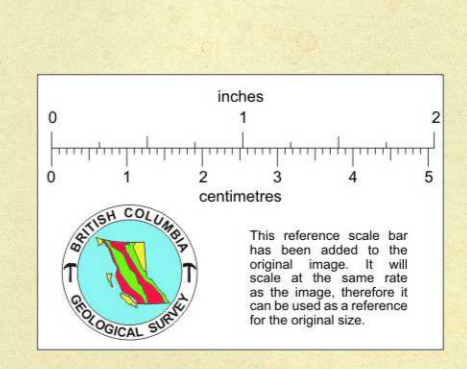 inches
0 1 2
0 1 2 3 4 5
centimetres
BRITISH COLUMBIA
GEOLOGICAL SURVEY
This reference scale bar
has been added to the
original image. It will
scale at the same rate
as the image, therefore it
can be used as a reference
for the original size.